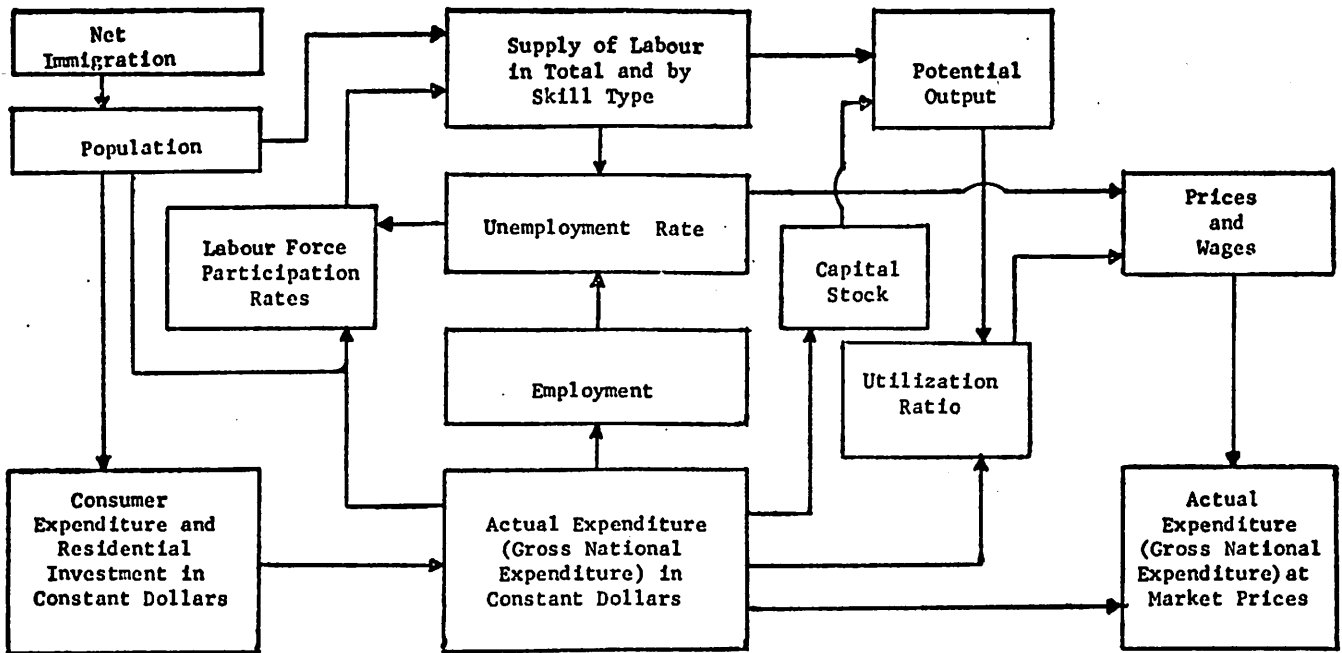 Net
Immigration
Population
Supply of Labour
in Total and by
Skill Type
Potential
Output
Labour Force
Participation
Rates
Unemployment Rate
Capital
Stock
Prices
and
Wages
Employment
Utilization
Ratio
Consumer
Expenditure and
Residential
Investment in
Constant Dollars
Actual Expenditure
(Gross National
Expenditure) in
Constant Dollars
Actual
Expenditure
(Gross National
Expenditure) at
Market Prices